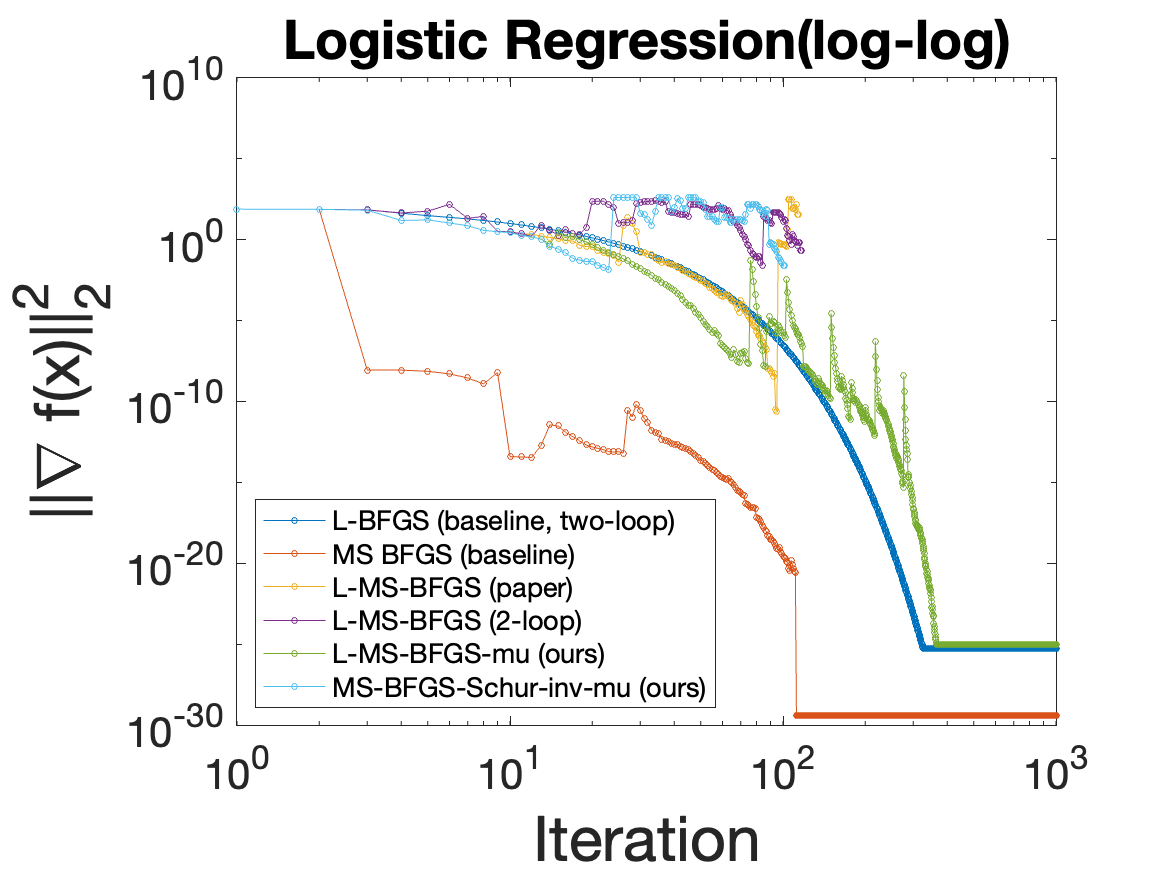 Logistic Regression(log-log)
10^10
10^0
10^-10
10^-20
10^-30
||∇ f(x)||_2^2
L-BFGS (baseline, two-loop)
MS BFGS (baseline)
L-MS-BFGS (paper)
L-MS-BFGS (2-loop)
L-MS-BFGS-mu (ours)
MS-BFGS-Schur-inv-mu (ours)
10^0 10^1 10^2 10^3
Iteration